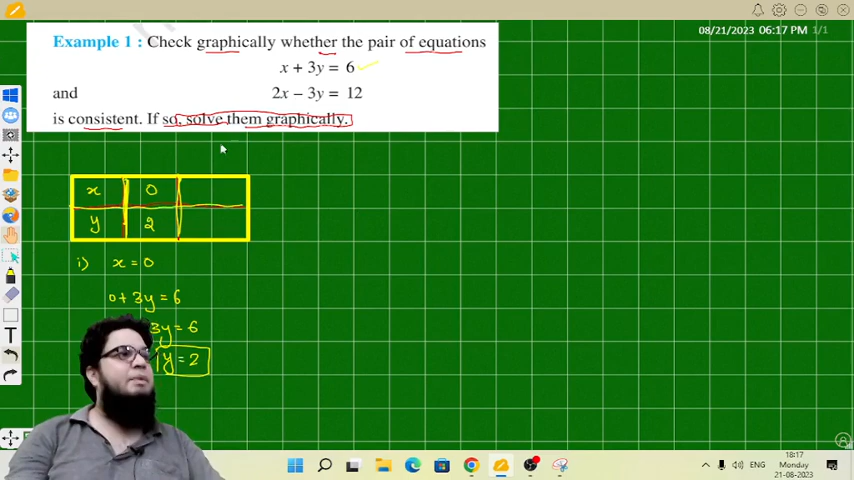 08/21/2023 06:17 PM 1/1
Example 1 : Check graphically whether the pair of equations
x + 3y = 6
and 2x − 3y = 12
is consistent. If so, solve them graphically.
x 0
y 2
i) x = 0
0 + 3y = 6
3y = 6
y = 2
T
ENG
18:17
Monday
21-08-2023